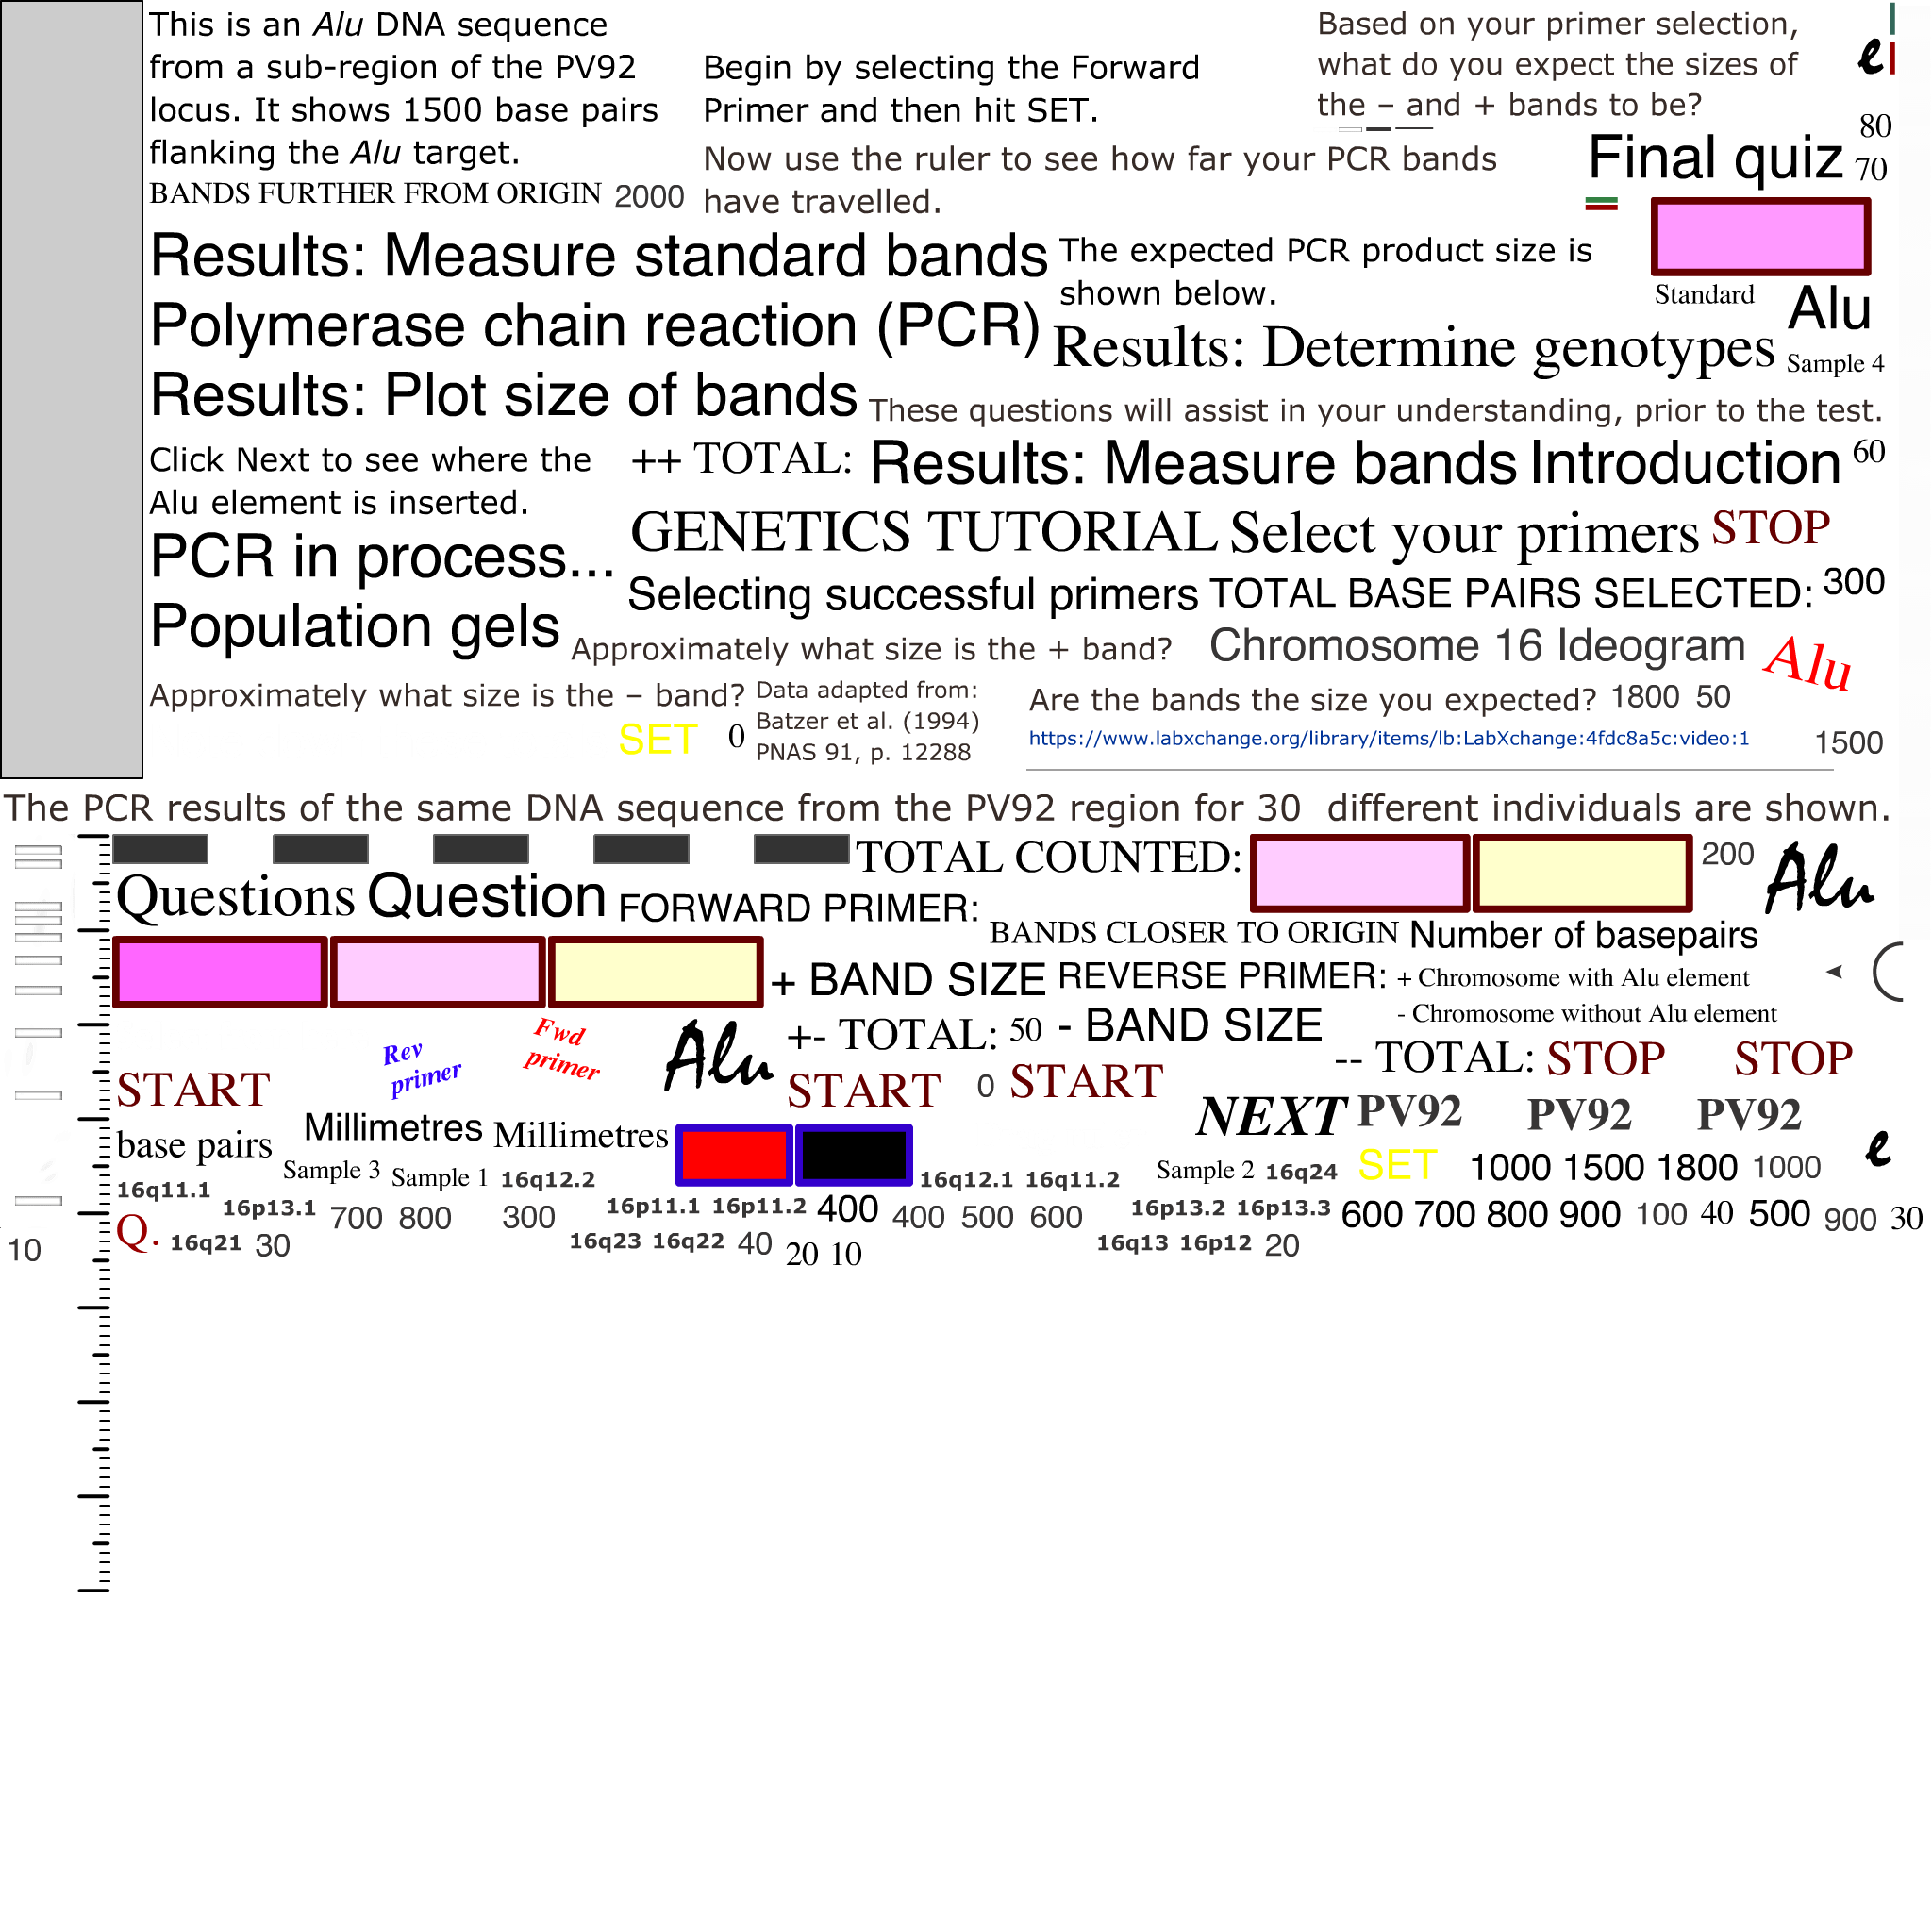 This is an Alu DNA sequence
from a sub-region of the PV92
locus. It shows 1500 base pairs
flanking the Alu target.
Begin by selecting the Forward
Primer and then hit SET.
Based on your primer selection,
what do you expect the sizes of
the – and + bands to be?
e
80
Final quiz
70
Now use the ruler to see how far your PCR bands
have travelled.
BANDS FURTHER FROM ORIGIN
2000
Results: Measure standard bands
The expected PCR product size is
shown below.
Standard
Alu
Polymerase chain reaction (PCR)
Results: Determine genotypes
Sample 4
Results: Plot size of bands
These questions will assist in your understanding, prior to the test.
Click Next to see where the
Alu element is inserted.
++ TOTAL:
Results: Measure bands
Introduction
60
GENETICS TUTORIAL
Select your primers
STOP
PCR in process...
Selecting successful primers
TOTAL BASE PAIRS SELECTED:
300
Population gels
Approximately what size is the + band?
Chromosome 16 Ideogram
Alu
Approximately what size is the – band?
Data adapted from:
Batzer et al. (1994)
PNAS 91, p. 12288
Are the bands the size you expected?
1800
50
SET
0
https://www.labxchange.org/library/items/lb:LabXchange:4fdc8a5c:video:1
1500
The PCR results of the same DNA sequence from the PV92 region for 30 different individuals are shown.
TOTAL COUNTED:
200
Alu
Questions
Question
FORWARD PRIMER:
BANDS CLOSER TO ORIGIN
Number of basepairs
+ BAND SIZE
REVERSE PRIMER:
+ Chromosome with Alu element
- Chromosome without Alu element
Rev
primer
Fwd
primer
Alu
+- TOTAL:
50
- BAND SIZE
-- TOTAL:
STOP
STOP
START
START
0
START
NEXT
PV92
PV92
PV92
base pairs
Millimetres
Millimetres
e
Sample 3
Sample 1
16q12.2
16q12.1
16q11.2
Sample 2
16q24
SET
1000
1500
1800
1000
16q11.1
16p13.1
700
800
300
16p11.1
16p11.2
400
400
500
600
16p13.2
16p13.3
600
700
800
900
100
40
500
900
30
10
Q.
16q21
30
16q23
16q22
40
20
10
16q13
16p12
20